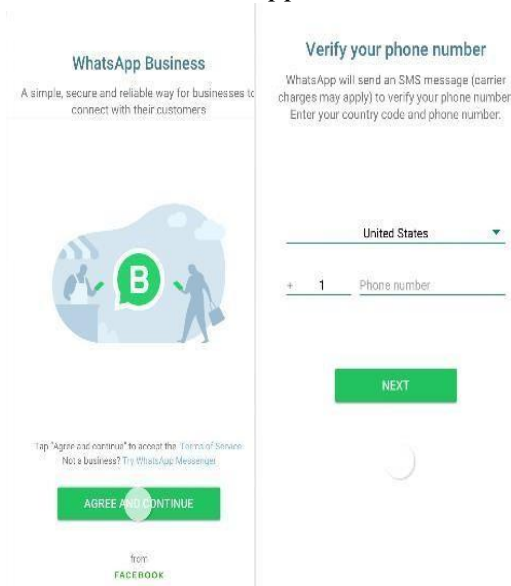 WhatsApp Business
A simple, secure and reliable way for businesses to
connect with their customers
B
Tap "Agree and continue" to accept the Terms of Service
Not a business? Try WhatsApp Messenger
AGREE AND CONTINUE
from
FACEBOOK
Verify your phone number
WhatsApp will send an SMS message (carrier
charges may apply) to verify your phone number
Enter your country code and phone number.
United States
+ 1 Phone number
NEXT